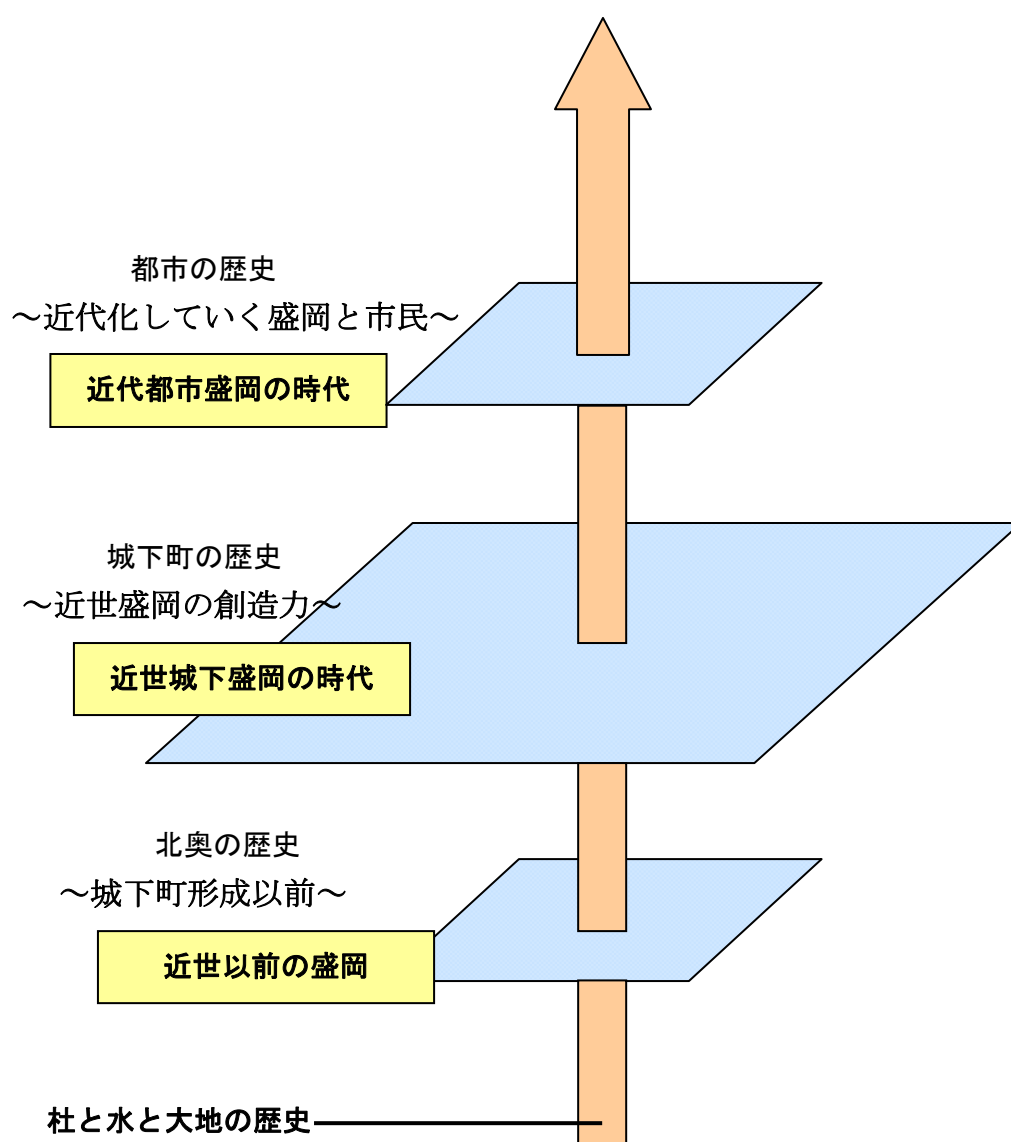 都市の歴史
～近代化していく盛岡と市民～
近代都市盛岡の時代
城下町の歴史
～近世盛岡の創造力～
近世城下盛岡の時代
北奥の歴史
～城下町形成以前～
近世以前の盛岡
杜と水と大地の歴史